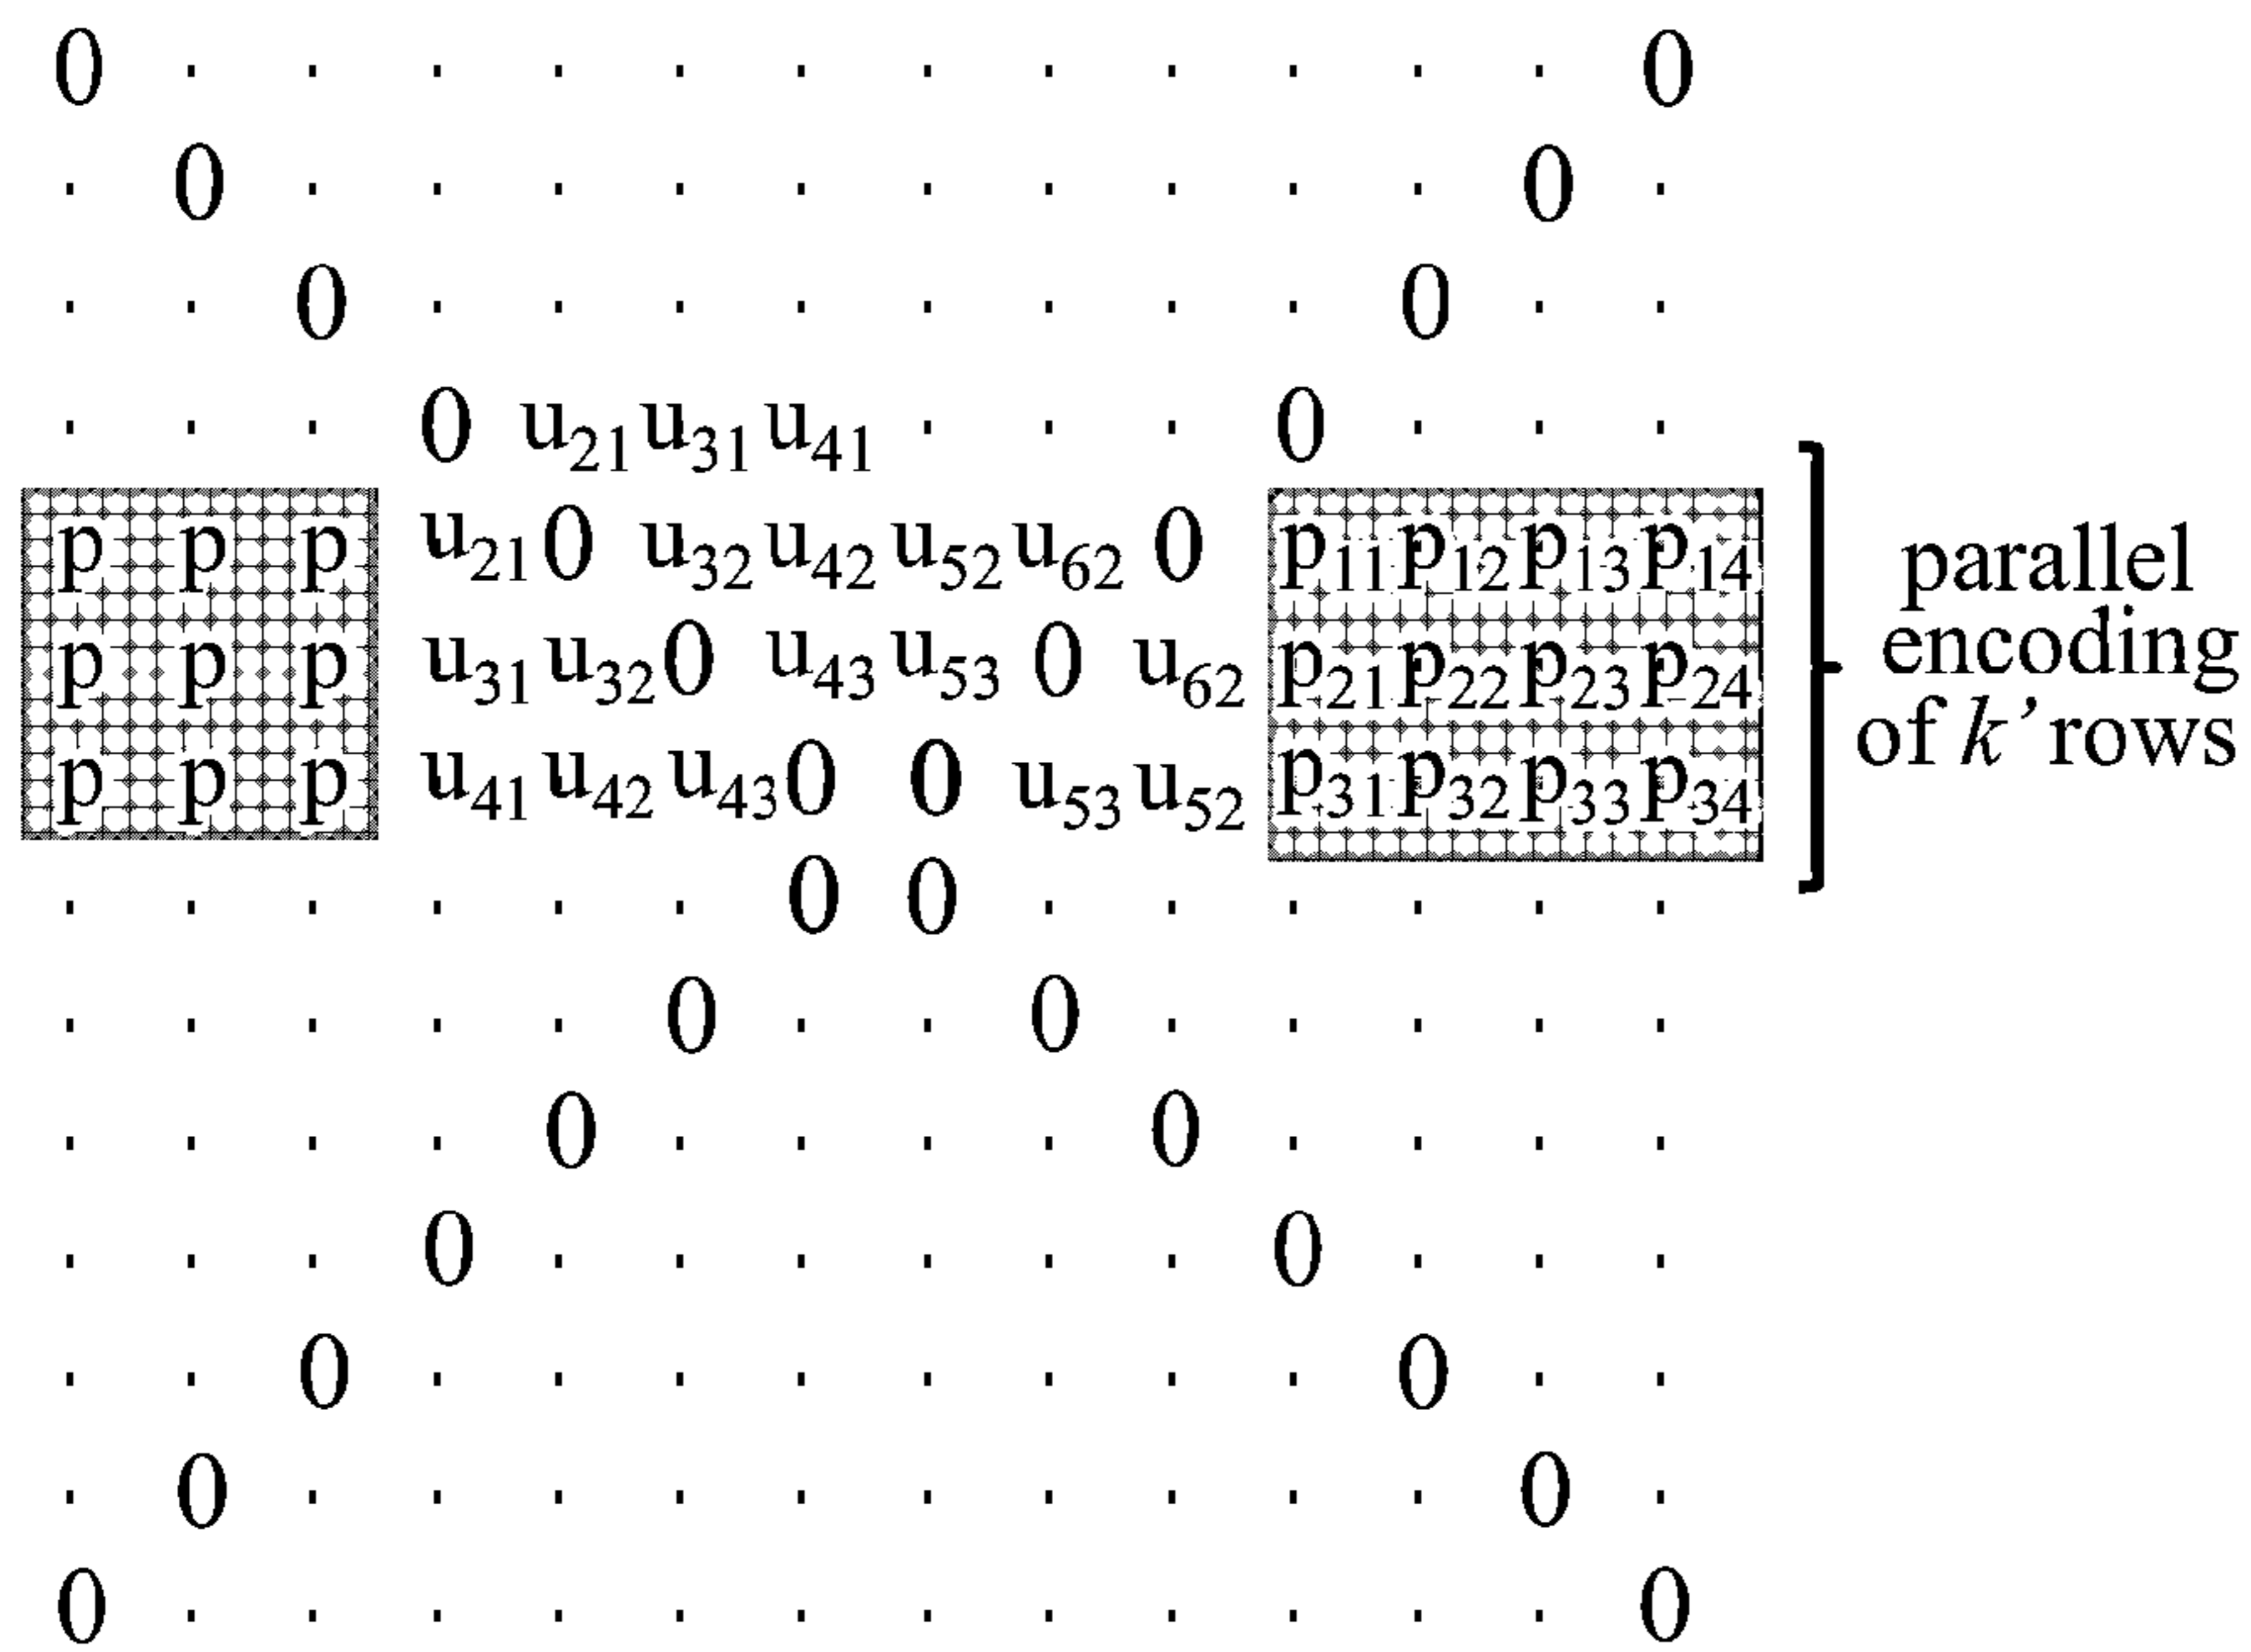 0 . . . . . . . . . . . . 0
. 0 . . . . . . . . . . 0 .
. . 0 . . . . . . . . 0 . .
. . . 0 u₂₁ u₃₁ u₄₁ . . . 0 . . .
p p p u₂₁ 0 u₃₂ u₄₂ u₅₂ u₆₂ 0 p₁₁ p₁₂ p₁₃ p₁₄
p p p u₃₁ u₃₂ 0 u₄₃ u₅₃ 0 u₆₂ p₂₁ p₂₂ p₂₃ p₂₄
p p p u₄₁ u₄₂ u₄₃ 0 0 u₅₃ u₅₂ p₃₁ p₃₂ p₃₃ p₃₄
. . . . . . 0 0 . . . . . .
. . . . . 0 . . 0 . . . . .
. . . . 0 . . . . 0 . . . .
. . . 0 . . . . . . 0 . . .
. . 0 . . . . . . . . 0 . .
. 0 . . . . . . . . . . 0 .
0 . . . . . . . . . . . . 0
parallel
encoding
of k’ rows